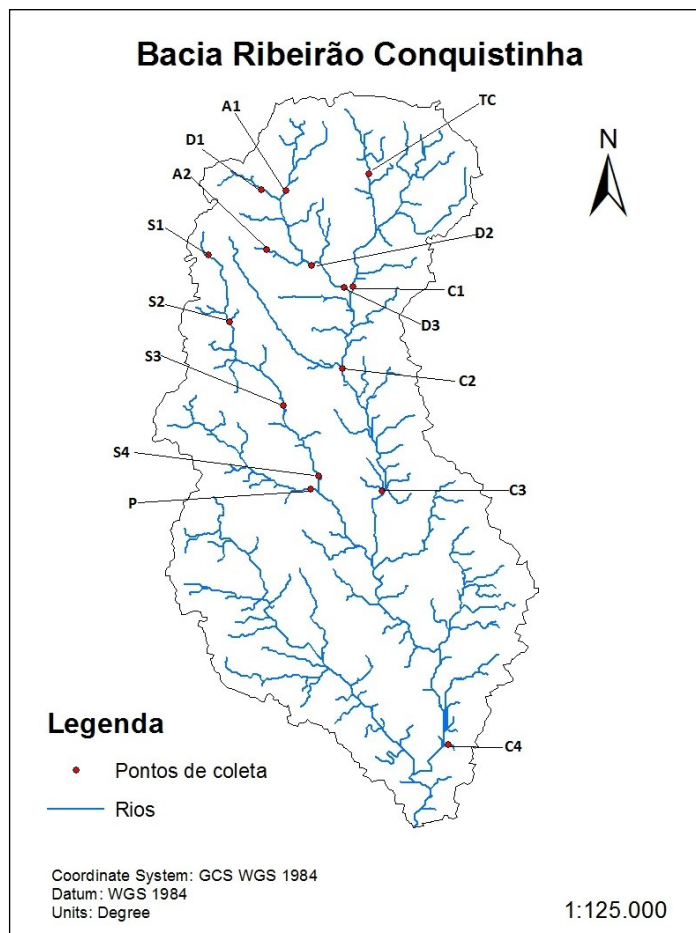 Bacia Ribeirão Conquistinha
TC
A1
N
D1
A2
S1
D2
C1
S2
D3
S3
C2
S4
C3
P
Legenda
C4
Pontos de coleta
Rios
Coordinate System: GCS WGS 1984
Datum: WGS 1984
Units: Degree
1:125.000